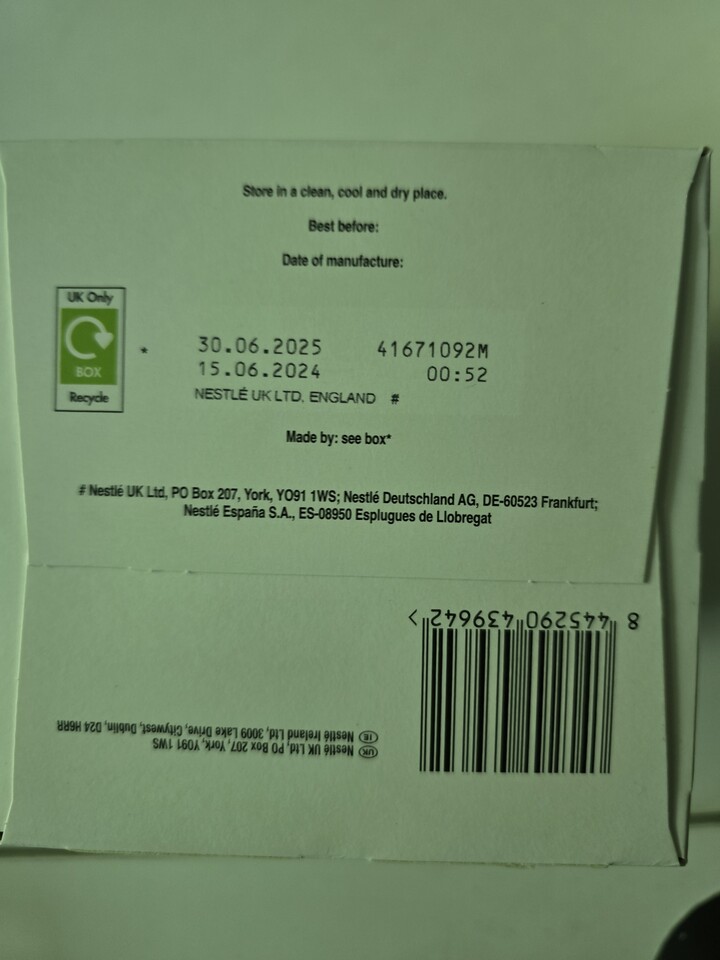 Store in a clean, cool and dry place.
Best before:
Date of manufacture:
UK Only
BOX
Recycle
* 30.06.2025 41671092M
15.06.2024 00:52
NESTLÉ UK LTD, ENGLAND #
Made by: see box*
# Nestlé UK Ltd, PO Box 207, York, YO91 1WS; Nestlé Deutschland AG, DE-60523 Frankfurt;
Nestlé España S.A., ES-08950 Esplugues de Llobregat
8 445290 439642 >
UK Nestlé UK Ltd, PO Box 207, York, YO91 1WS
IE Nestlé Ireland Ltd, 3009 Lake Drive, Citywest, Dublin, D24 H6RR